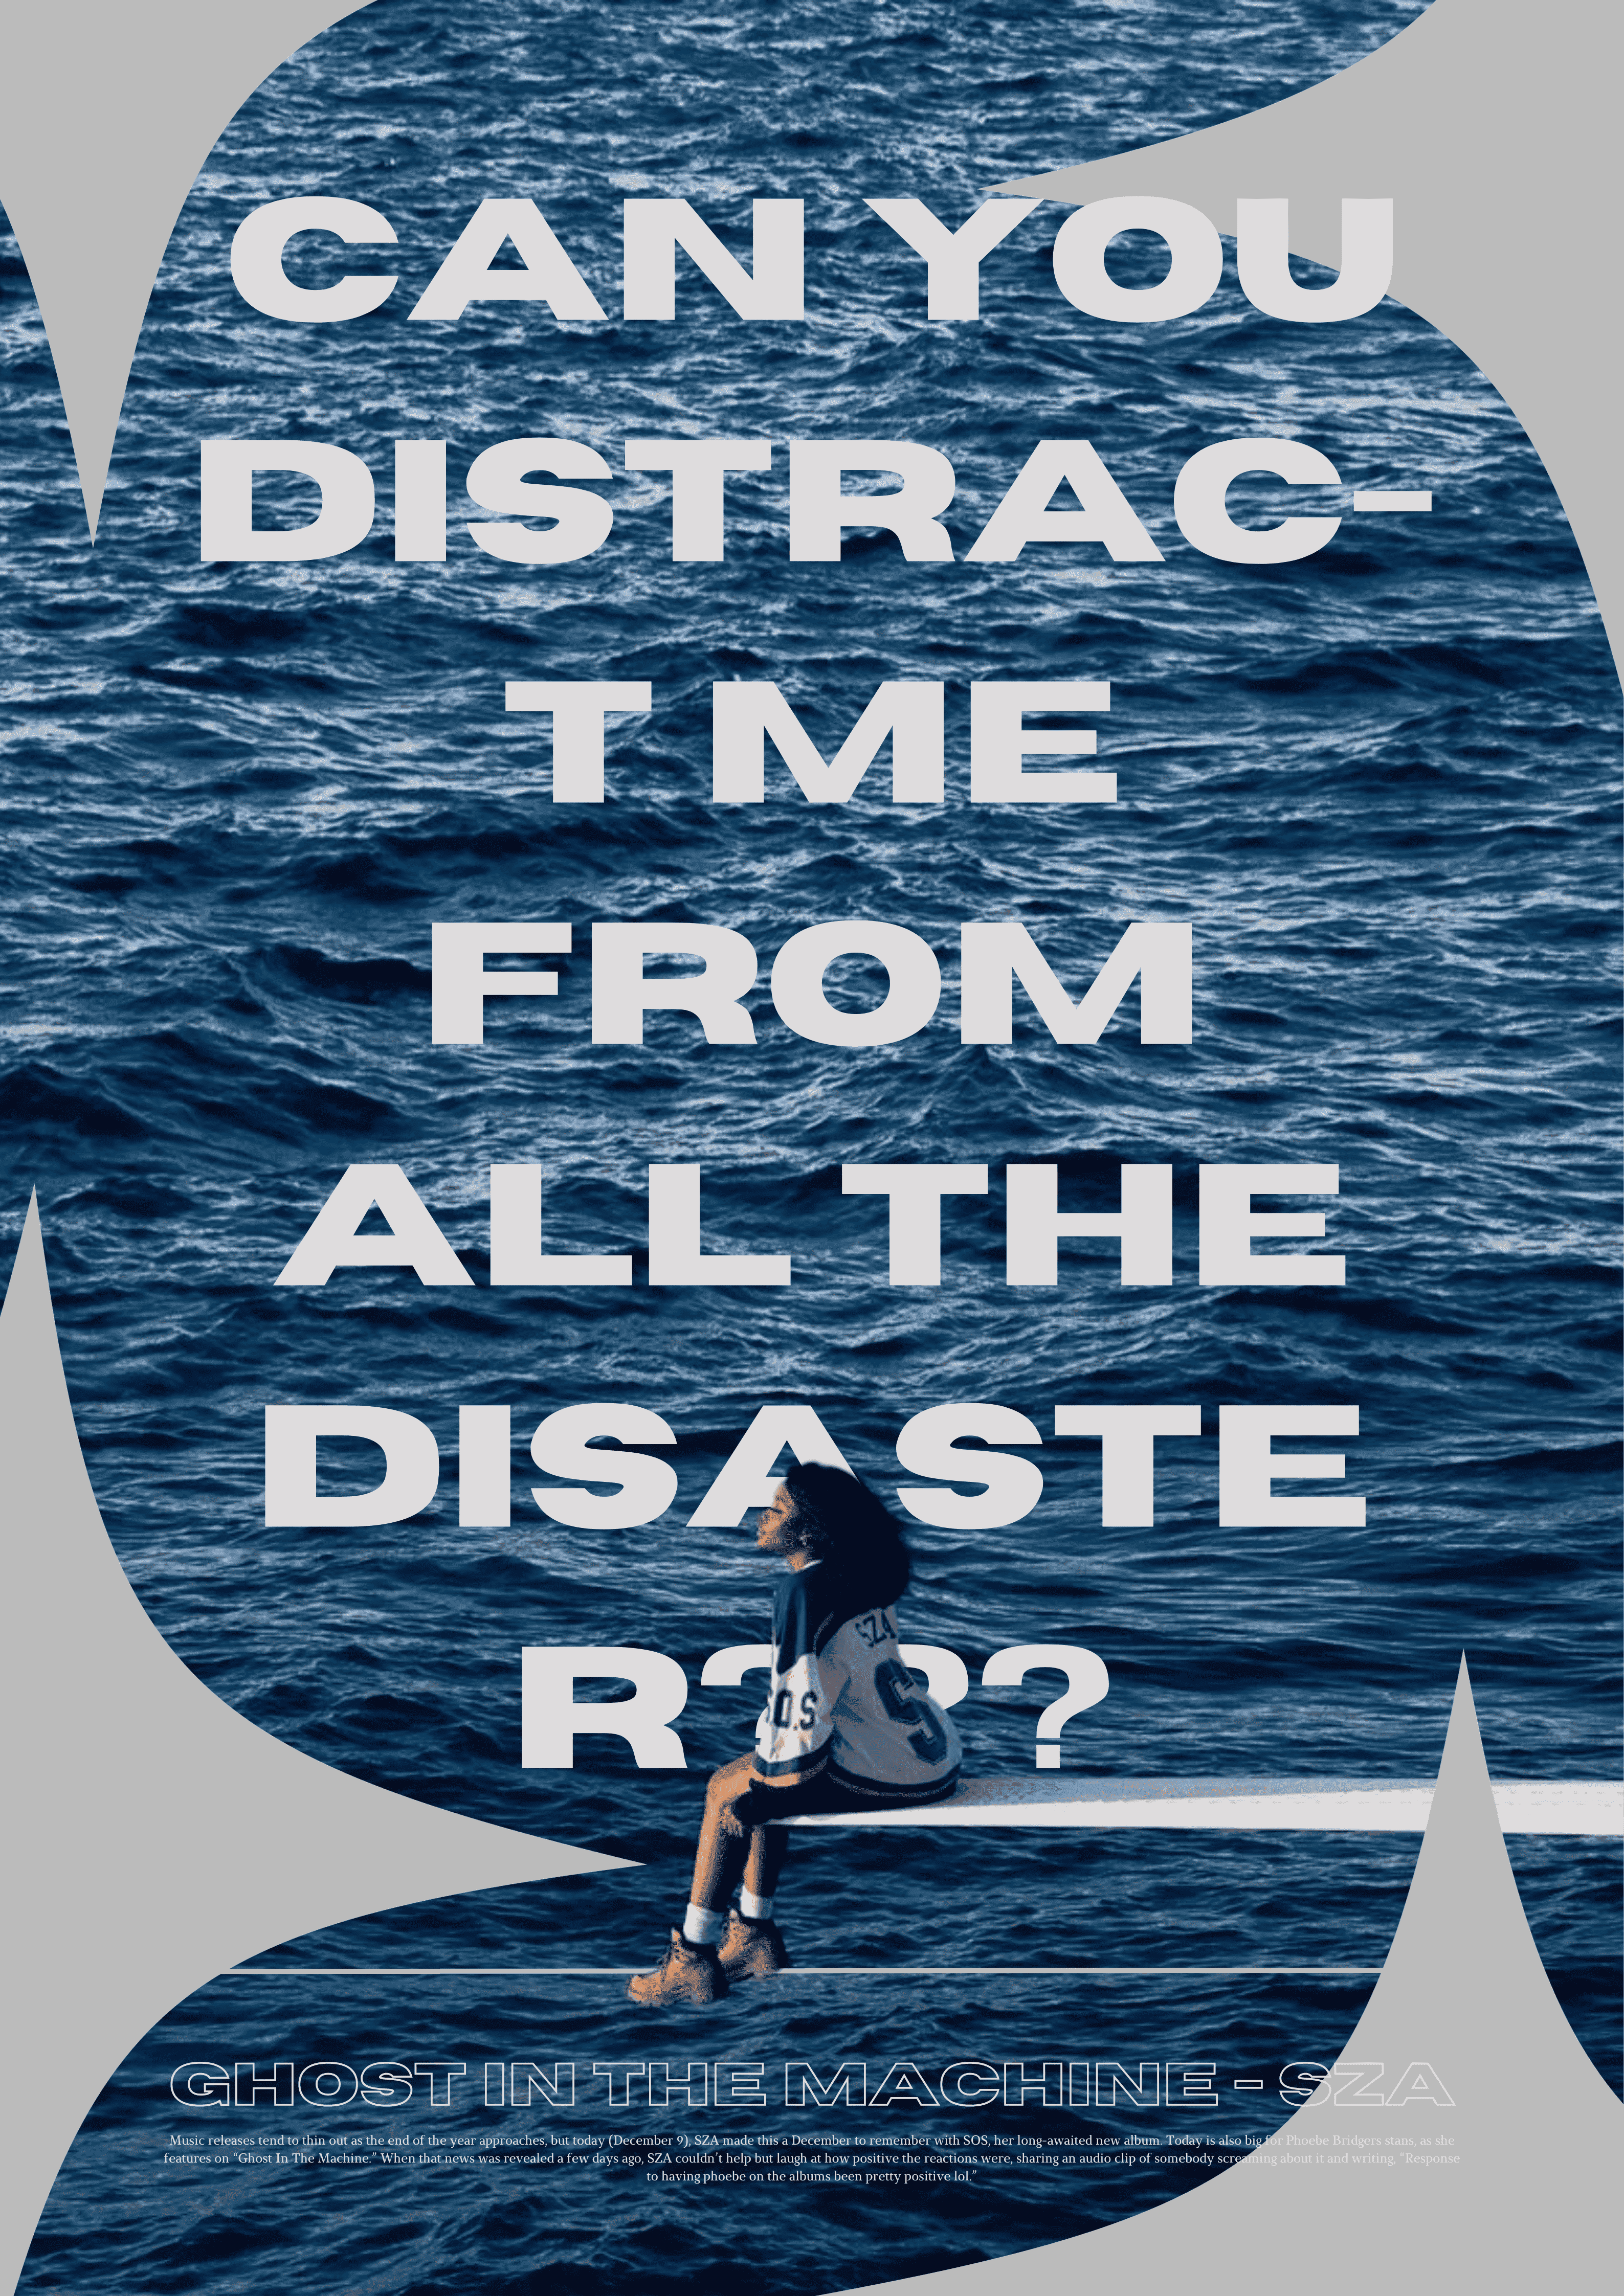 CAN YOU
DISTRAC-
T ME
FROM
ALL THE
DISASTE
R???
SZA
S
S.O.S
GHOST IN THE MACHINE - SZA
Music releases tend to thin out as the end of the year approaches, but today (December 9), SZA made this a December to remember with SOS, her long-awaited new album. Today is also big for Phoebe Bridgers stans, as she
features on “Ghost In The Machine.” When that news was revealed a few days ago, SZA couldn’t help but laugh at how positive the reactions were, sharing an audio clip of somebody screaming about it and writing, “Response
to having phoebe on the albums been pretty positive lol.”